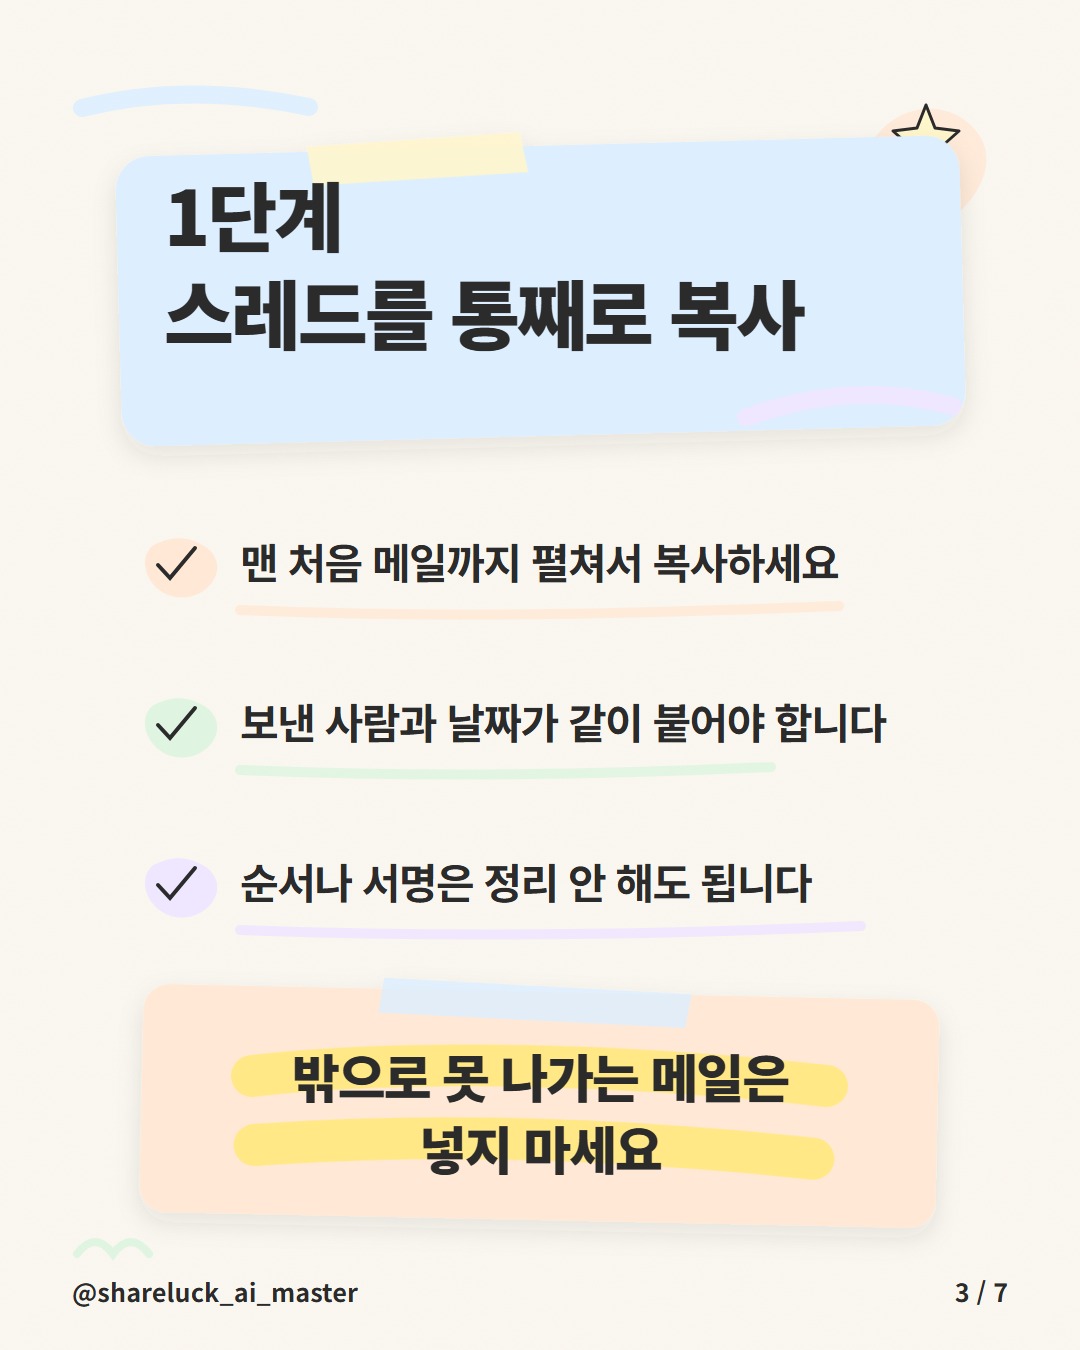 1단계
스레드를 통째로 복사
맨 처음 메일까지 펼쳐서 복사하세요
보낸 사람과 날짜가 같이 붙어야 합니다
순서나 서명은 정리 안 해도 됩니다
밖으로 못 나가는 메일은
넣지 마세요
@shareluck_ai_master
3 / 7